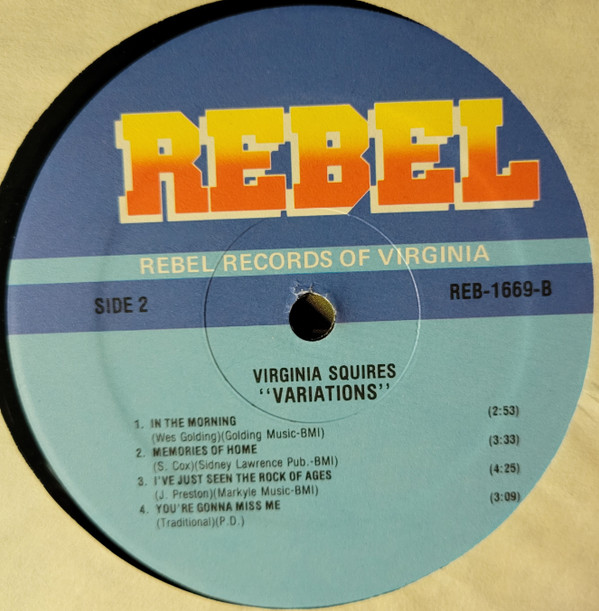 REBEL
REBEL RECORDS OF VIRGINIA
SIDE 2
REB-1669-B
VIRGINIA SQUIRES
"VARIATIONS"
1. IN THE MORNING (2:53)
(Wes Golding)(Golding Music-BMI)
2. MEMORIES OF HOME (3:33)
(S. Cox)(Sidney Lawrence Pub.-BMI)
3. I'VE JUST SEEN THE ROCK OF AGES (4:25)
(J. Preston)(Markyle Music-BMI)
4. YOU'RE GONNA MISS ME (3:09)
(Traditional)(P.D.)